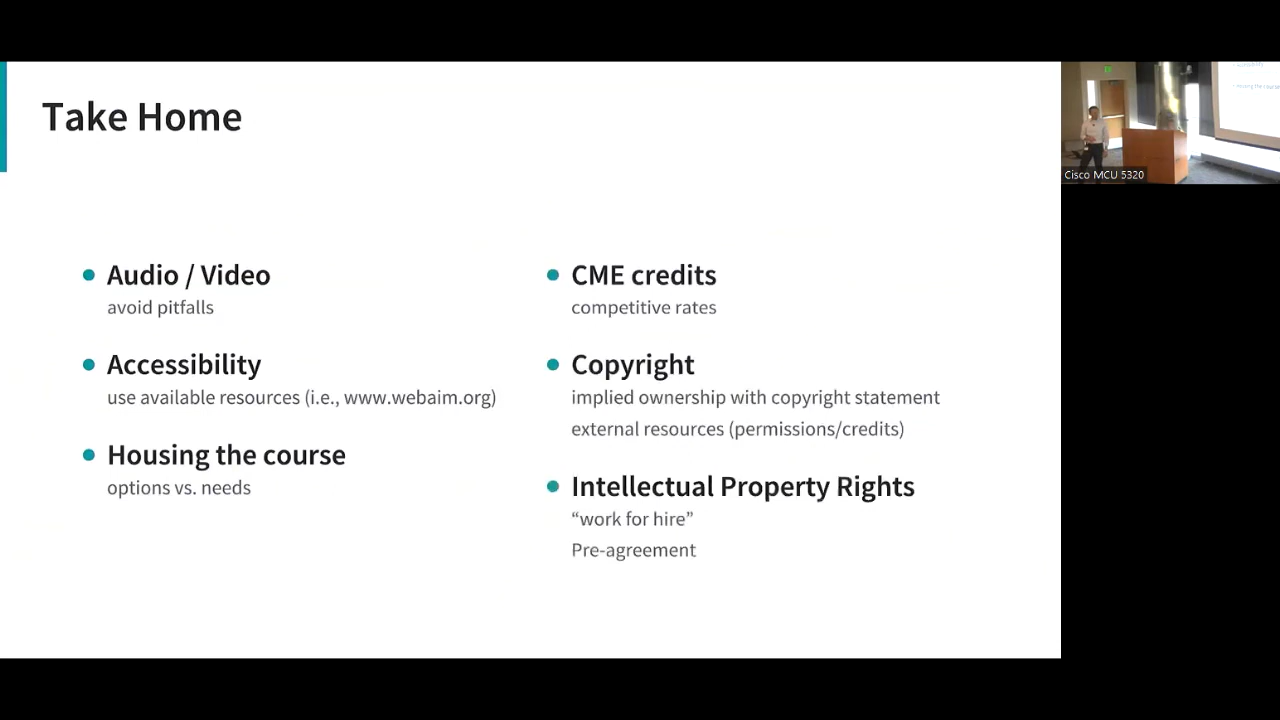 Take Home
Audio / Video
avoid pitfalls
Accessibility
use available resources (i.e., www.webaim.org)
Housing the course
options vs. needs
CME credits
competitive rates
Copyright
implied ownership with copyright statement
external resources (permissions/credits)
Intellectual Property Rights
“work for hire”
Pre-agreement
Cisco MCU 5320